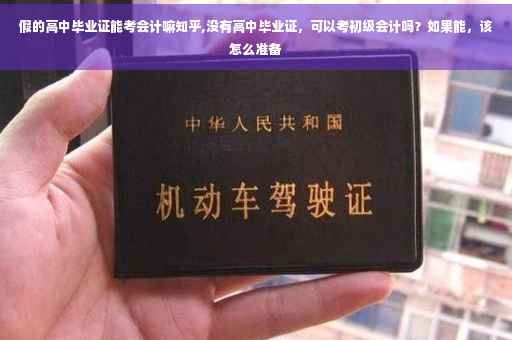 假的高中毕业证能考会计嘛知乎,没有高中毕业证，可以考初级会计吗？如果能，该
怎么准备
中华人民共和国
机动车驾驶证